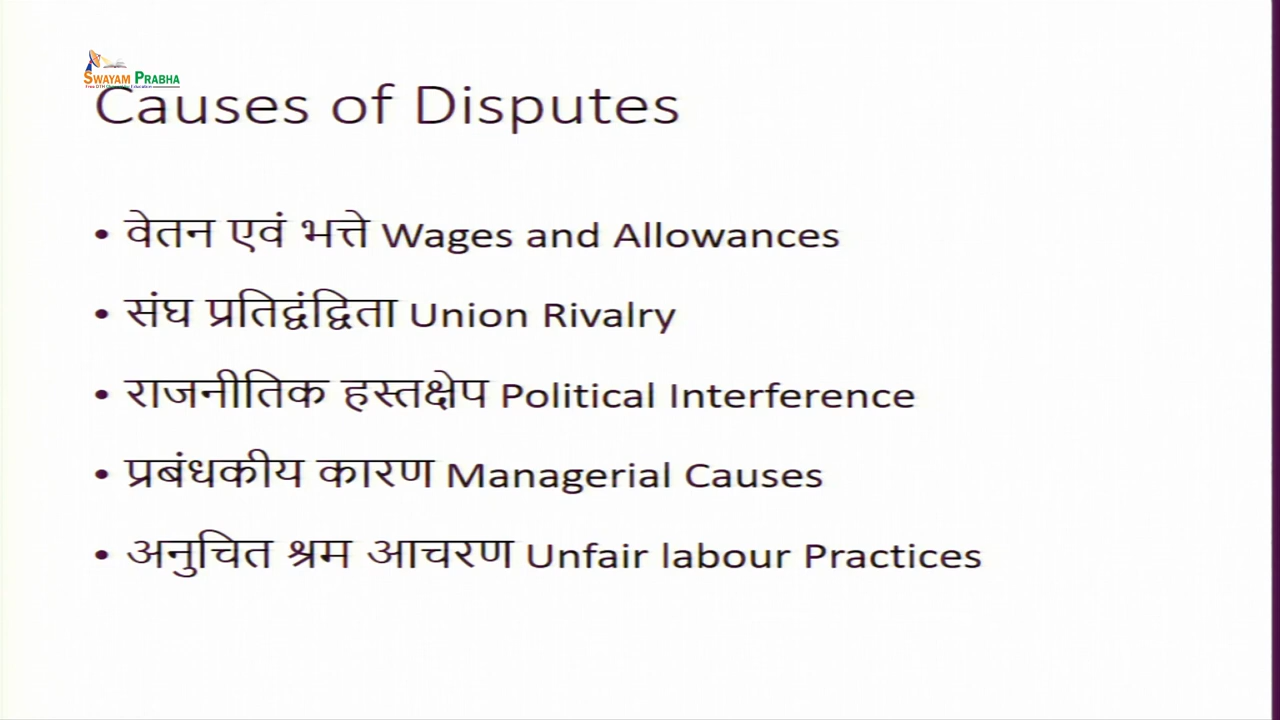 SWAYAM PRABHA
Causes of Disputes
• वेतन एवं भत्ते Wages and Allowances
• संघ प्रतिद्वंद्विता Union Rivalry
• राजनीतिक हस्तक्षेप Political Interference
• प्रबंधकीय कारण Managerial Causes
• अनुचित श्रम आचरण Unfair labour Practices